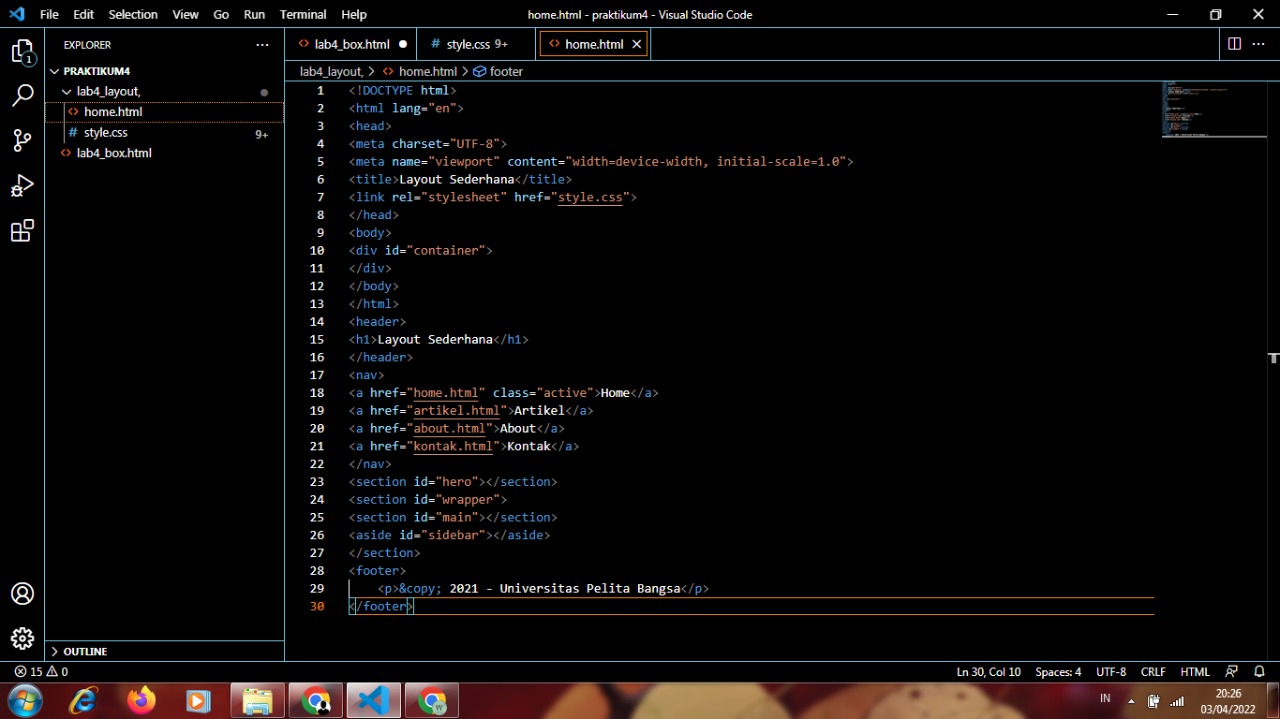 File Edit Selection View Go Run Terminal Help
home.html - praktikum4 - Visual Studio Code
EXPLORER
1
PRAKTIKUM4
lab4_layout,
home.html
style.css 9+
lab4_box.html
OUTLINE
lab4_box.html
style.css 9+
home.html
lab4_layout, > home.html > footer
1 <!DOCTYPE html>
2 <html lang="en">
3 <head>
4 <meta charset="UTF-8">
5 <meta name="viewport" content="width=device-width, initial-scale=1.0">
6 <title>Layout Sederhana</title>
7 <link rel="stylesheet" href="style.css">
8 </head>
9 <body>
10 <div id="container">
11 </div>
12 </body>
13 </html>
14 <header>
15 <h1>Layout Sederhana</h1>
16 </header>
17 <nav>
18 <a href="home.html" class="active">Home</a>
19 <a href="artikel.html">Artikel</a>
20 <a href="about.html">About</a>
21 <a href="kontak.html">Kontak</a>
22 </nav>
23 <section id="hero"></section>
24 <section id="wrapper">
25 <section id="main"></section>
26 <aside id="sidebar"></aside>
27 </section>
28 <footer>
29     <p>&copy; 2021 - Universitas Pelita Bangsa</p>
30 </footer>
15 0
Ln 30, Col 10 Spaces: 4 UTF-8 CRLF HTML
IN
20:26
03/04/2022